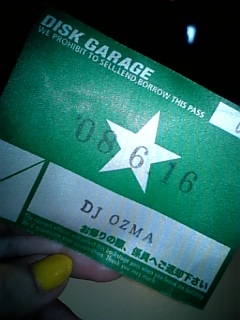 DISK GARAGE
WE PROHIBIT TO SELL.LEND.BORROW THIS PASS
'08 6 16
DJ OZMA
お帰りの際、係員へご返却下さい